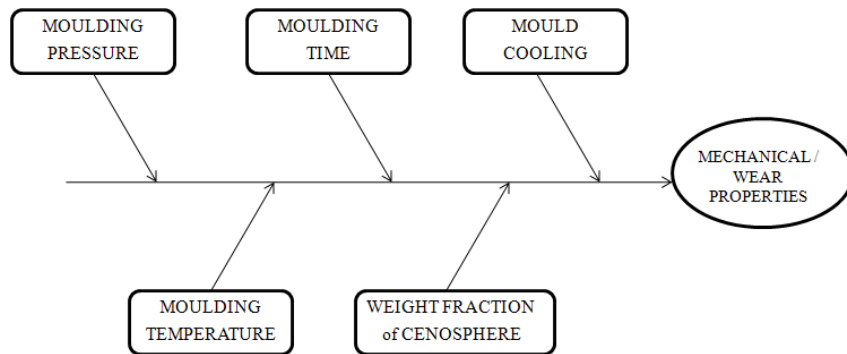 MOULDING
PRESSURE
MOULDING
TIME
MOULD
COOLING
MECHANICAL /
WEAR
PROPERTIES
MOULDING
TEMPERATURE
WEIGHT FRACTION
of CENOSPHERE